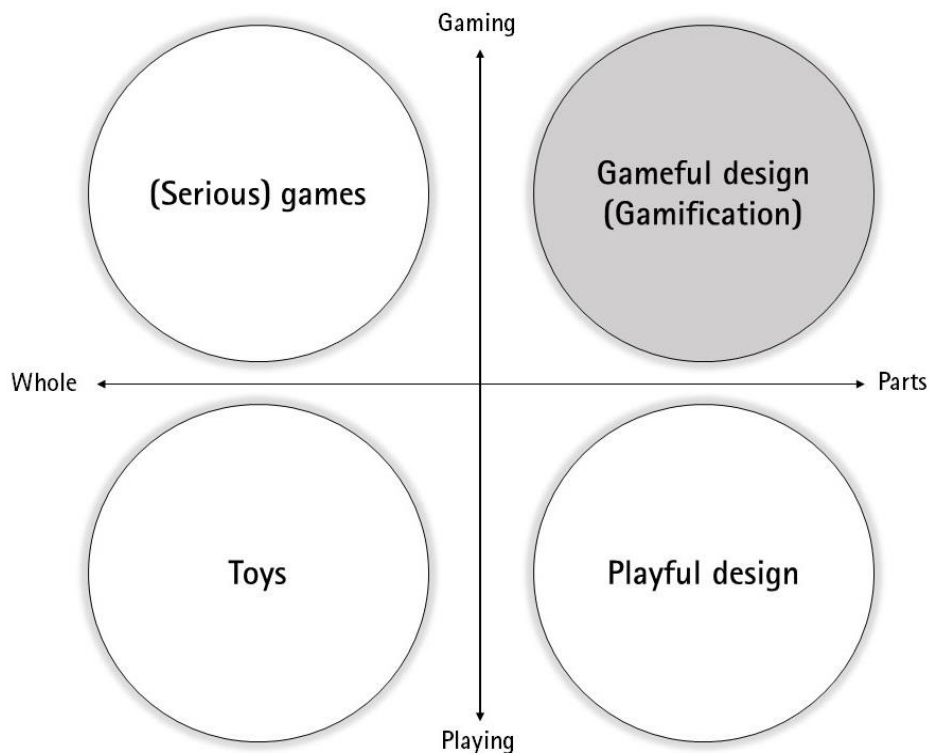 Gaming
(Serious) games
Gameful design
(Gamification)
Whole
Parts
Toys
Playful design
Playing